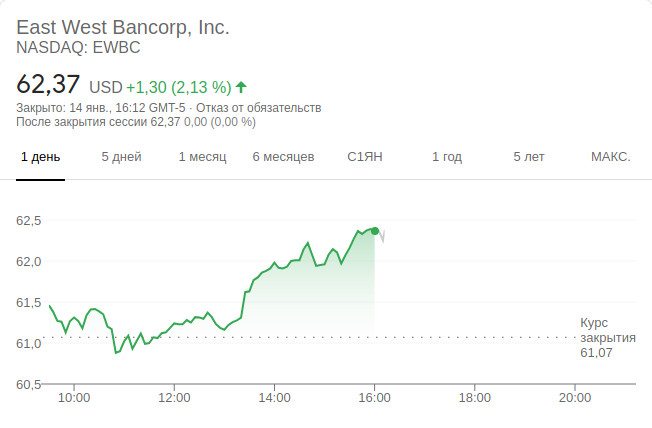 East West Bancorp, Inc.
NASDAQ: EWBC
62,37 USD +1,30 (2,13 %)
Закрыто: 14 янв., 16:12 GMT-5 · Отказ от обязательств
После закрытия сессии 62,37 0,00 (0,00 %)
1 день 5 дней 1 месяц 6 месяцев С1ЯН 1 год 5 лет МАКС.
62,5
62,0
61,5
61,0
60,5
Курс
закрытия
61,07
10:00 12:00 14:00 16:00 18:00 20:00